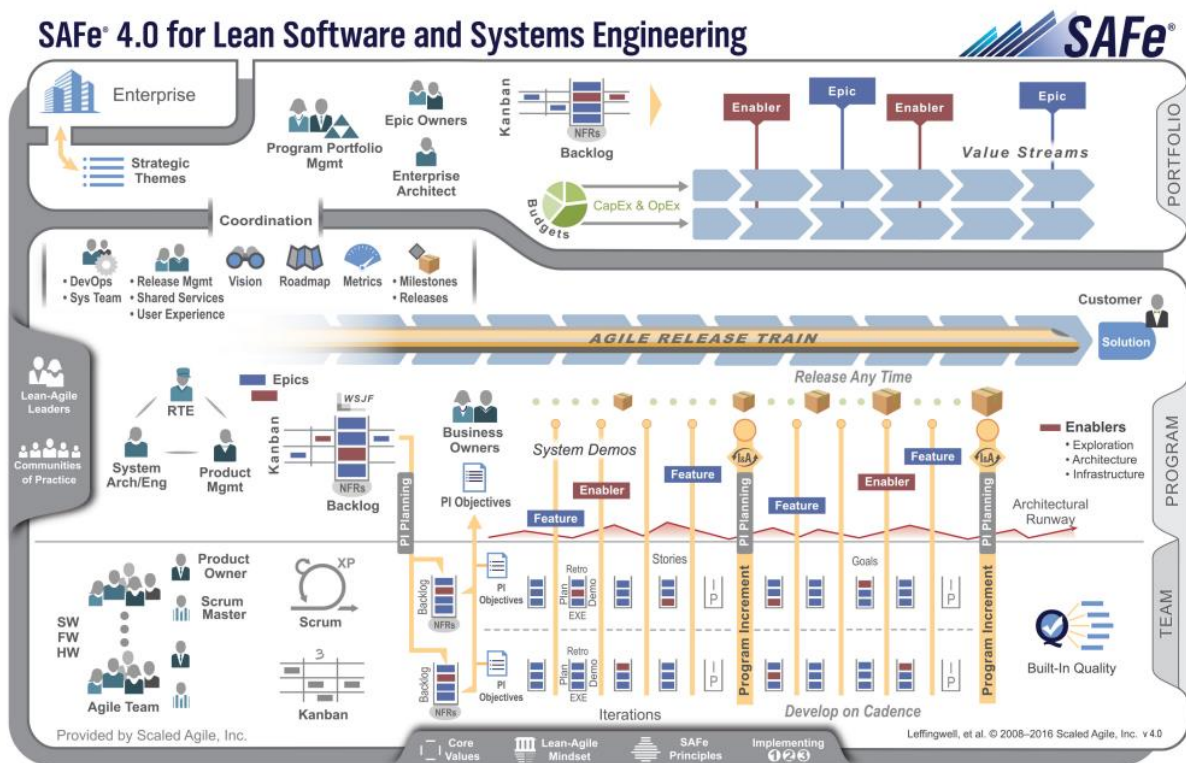 SAFe® 4.0 for Lean Software and Systems Engineering
SAFe®
Enterprise
Strategic
Themes
Program Portfolio
Mgmt
Epic Owners
Enterprise
Architect
Kanban
NFRs
Backlog
Enabler
Epic
Enabler
Epic
Value Streams
Budgets
CapEx & OpEx
PORTFOLIO
Coordination
• DevOps
• Sys Team
• Release Mgmt
• Shared Services
• User Experience
Vision
Roadmap
Metrics
• Milestones
• Releases
Customer
AGILE RELEASE TRAIN
Solution
Release Any Time
Lean-Agile
Leaders
Communities
of Practice
RTE
System
Arch/Eng
Product
Mgmt
Epics
WSJF
Kanban
NFRs
Backlog
Business
Owners
PI Objectives
PI Planning
System Demos
Feature
Enabler
Feature
I&A
PI Planning
Feature
Enabler
Feature
I&A
PI Planning
Enablers
• Exploration
• Architecture
• Infrastructure
Architectural
Runway
PROGRAM
SW
FW
HW
Agile Team
Product
Owner
Scrum
Master
XP
Scrum
3
Kanban
Backlog
NFRs
PI
Objectives
Plan
Retro
Demo
EXE
Stories
I
P
Program Increment
Goals
I
P
Program Increment
Backlog
NFRs
PI
Objectives
Plan
Retro
Demo
EXE
I
P
I
P
Iterations
Develop on Cadence
Built-In Quality
TEAM
Provided by Scaled Agile, Inc.
Leffingwell, et al. © 2008–2016 Scaled Agile, Inc. v 4.0
Core
Values
Lean-Agile
Mindset
SAFe
Principles
Implementing
1 2 3